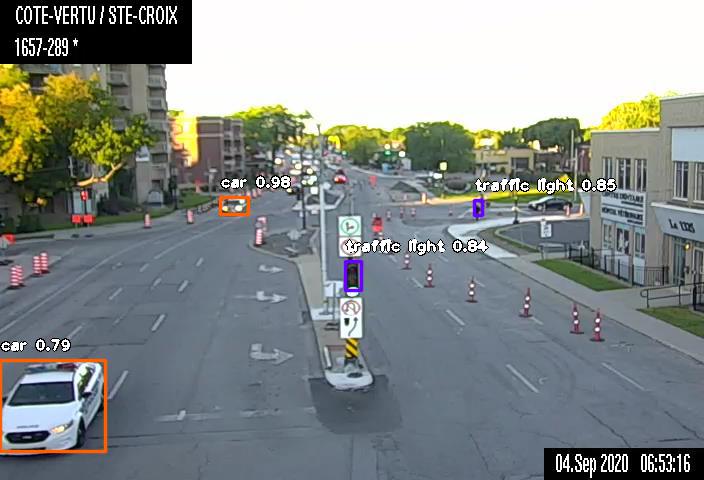 COTE-VERTU / STE-CROIX
1657-289 *
car 0.98
traffic light 0.85
traffic light 0.84
car 0.79
04.Sep 2020 06:53:16